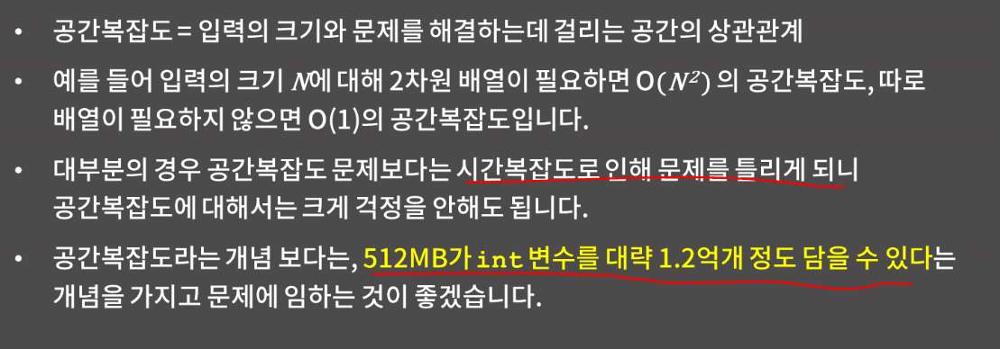 • 공간복잡도 = 입력의 크기와 문제를 해결하는데 걸리는 공간의 상관관계
• 예를 들어 입력의 크기 N에 대해 2차원 배열이 필요하면 O(N²) 의 공간복잡도, 따로
배열이 필요하지 않으면 O(1)의 공간복잡도입니다.
• 대부분의 경우 공간복잡도 문제보다는 시간복잡도로 인해 문제를 틀리게 되니
공간복잡도에 대해서는 크게 걱정을 안해도 됩니다.
• 공간복잡도라는 개념 보다는, 512MB가 int 변수를 대략 1.2억개 정도 담을 수 있다는
개념을 가지고 문제에 임하는 것이 좋겠습니다.